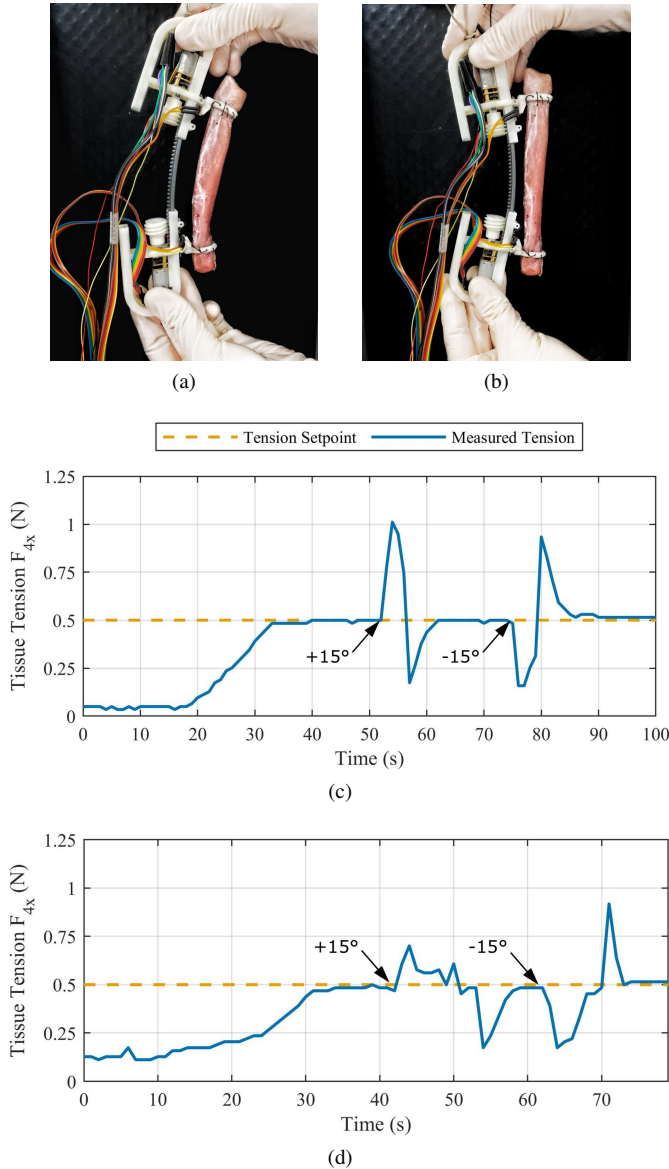 (a) (b)
Tension Setpoint Measured Tension
1.25
1
0.75
0.5
0.25
0
Tissue Tension F4x (N)
+15° -15°
0 10 20 30 40 50 60 70 80 90 100
Time (s)
(c)
1.25
1
0.75
0.5
0.25
0
Tissue Tension F4x (N)
+15° -15°
0 10 20 30 40 50 60 70
Time (s)
(d)